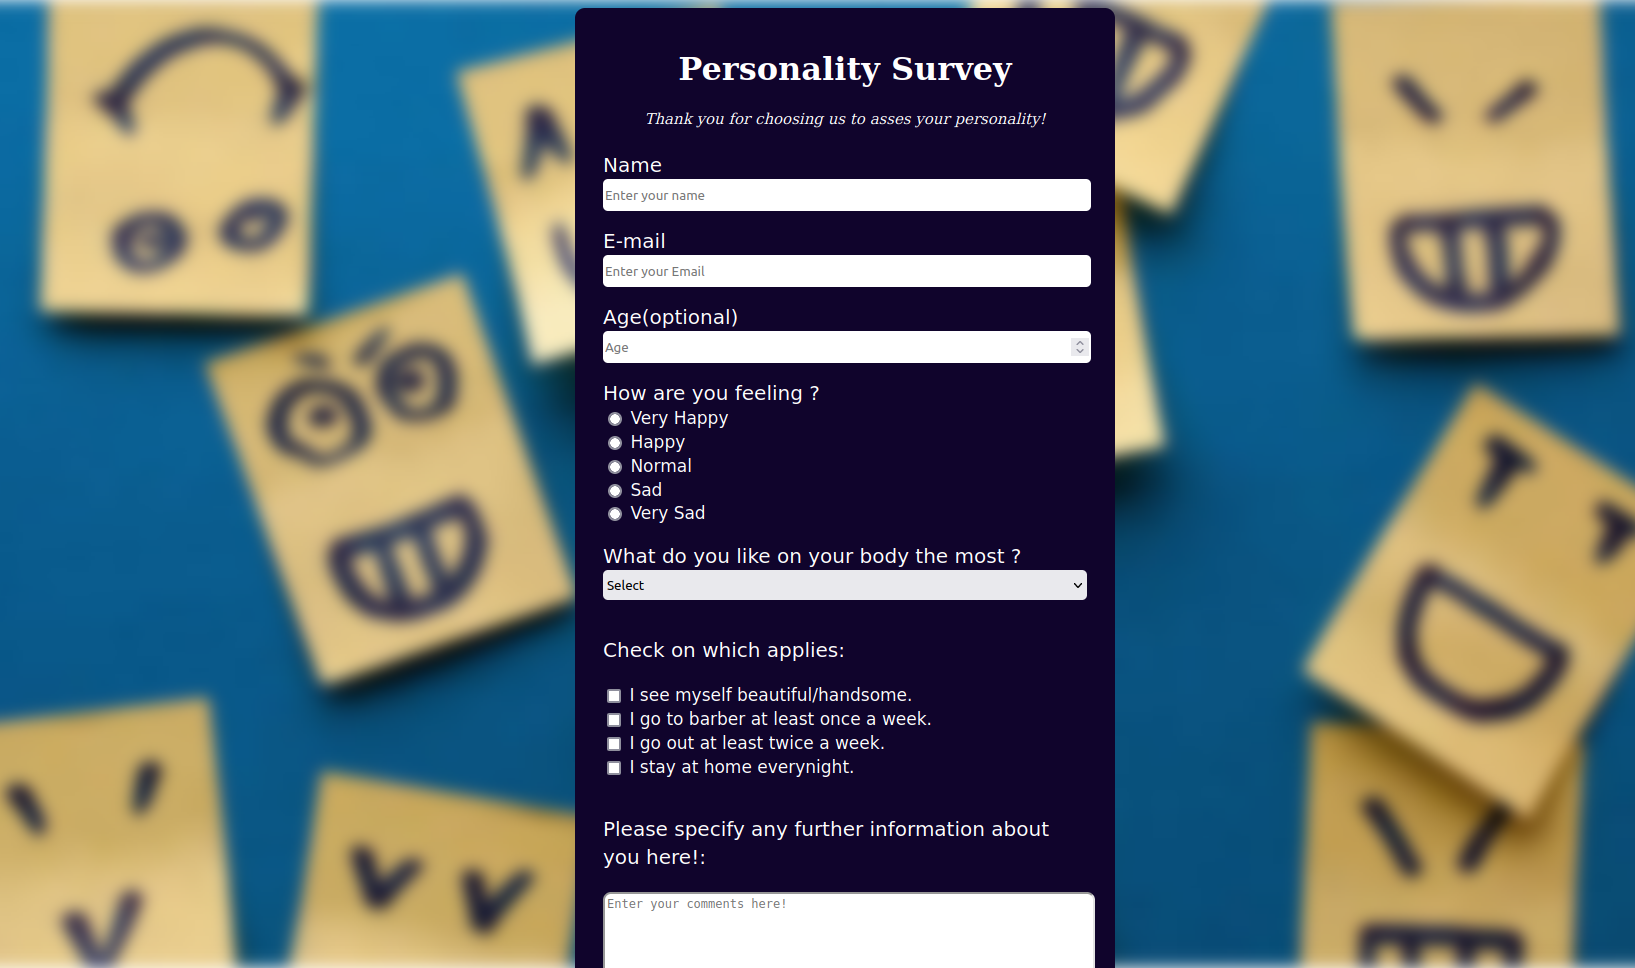 Personality Survey
Thank you for choosing us to asses your personality!
Name
Enter your name
E-mail
Enter your Email
Age(optional)
Age
How are you feeling ?
Very Happy
Happy
Normal
Sad
Very Sad
What do you like on your body the most ?
Select
Check on which applies:
I see myself beautiful/handsome.
I go to barber at least once a week.
I go out at least twice a week.
I stay at home everynight.
Please specify any further information about
you here!:
Enter your comments here!